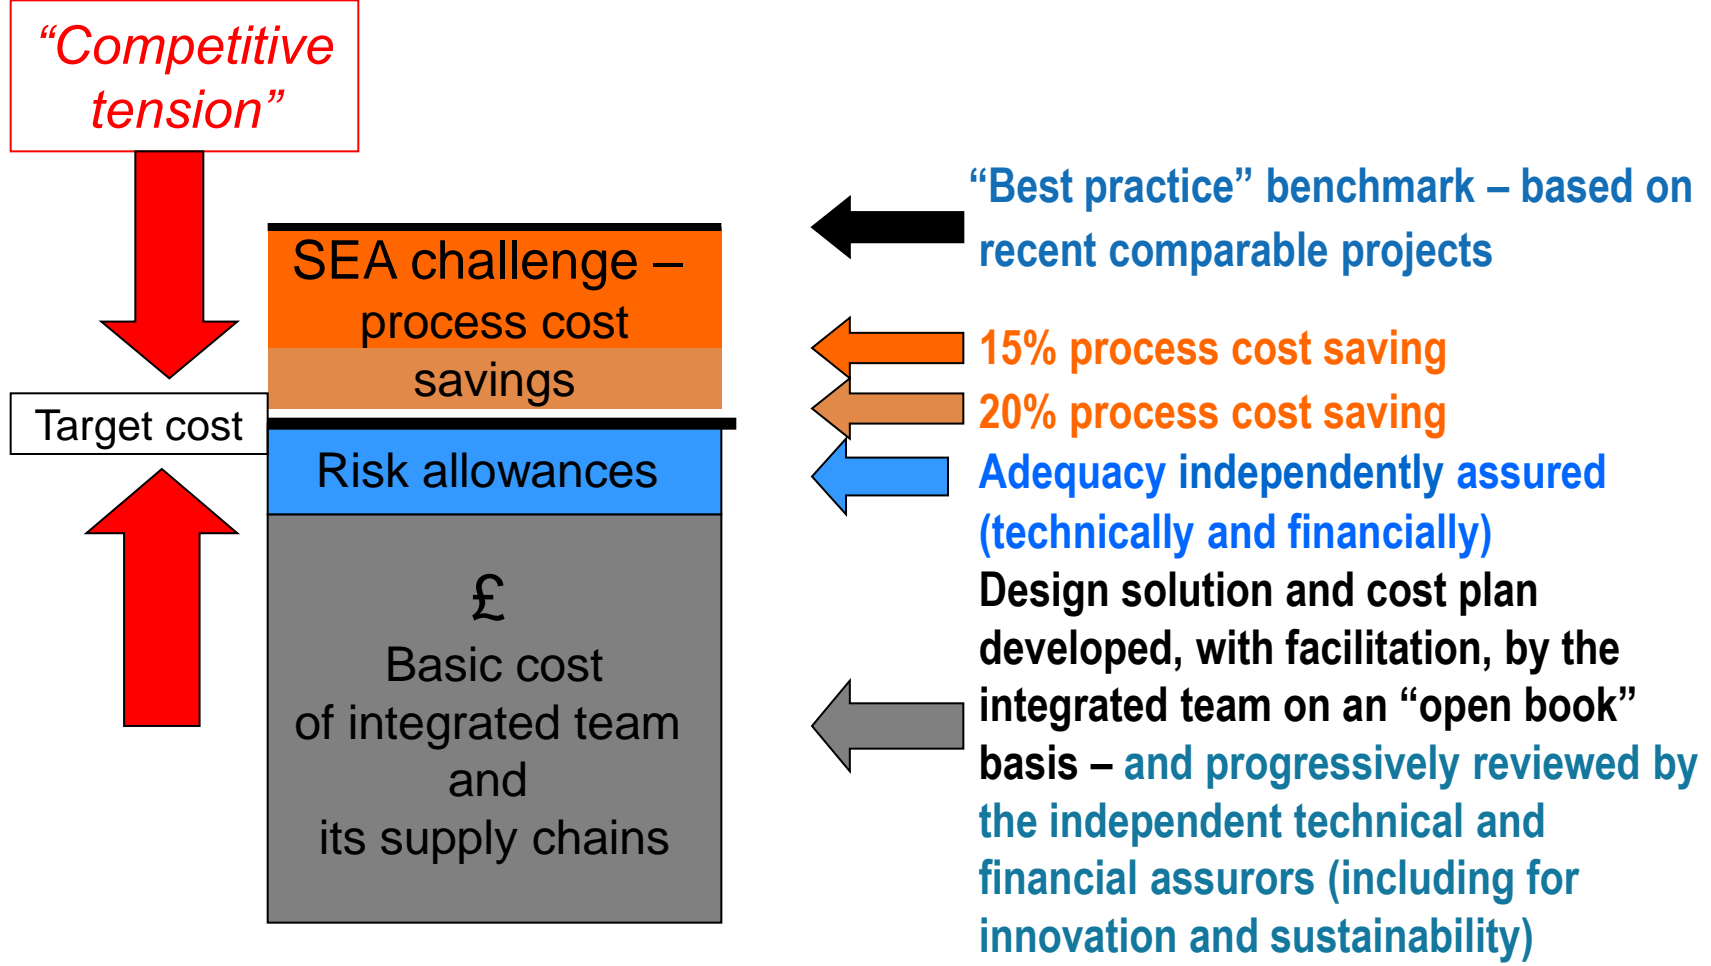 “Competitive
tension”
“Best practice” benchmark – based on
recent comparable projects
SEA challenge –
process cost
savings
15% process cost saving
20% process cost saving
Target cost
Risk allowances
Adequacy independently assured
(technically and financially)
£
Basic cost
of integrated team
and
its supply chains
Design solution and cost plan
developed, with facilitation, by the
integrated team on an “open book”
basis – and progressively reviewed by
the independent technical and
financial assurors (including for
innovation and sustainability)